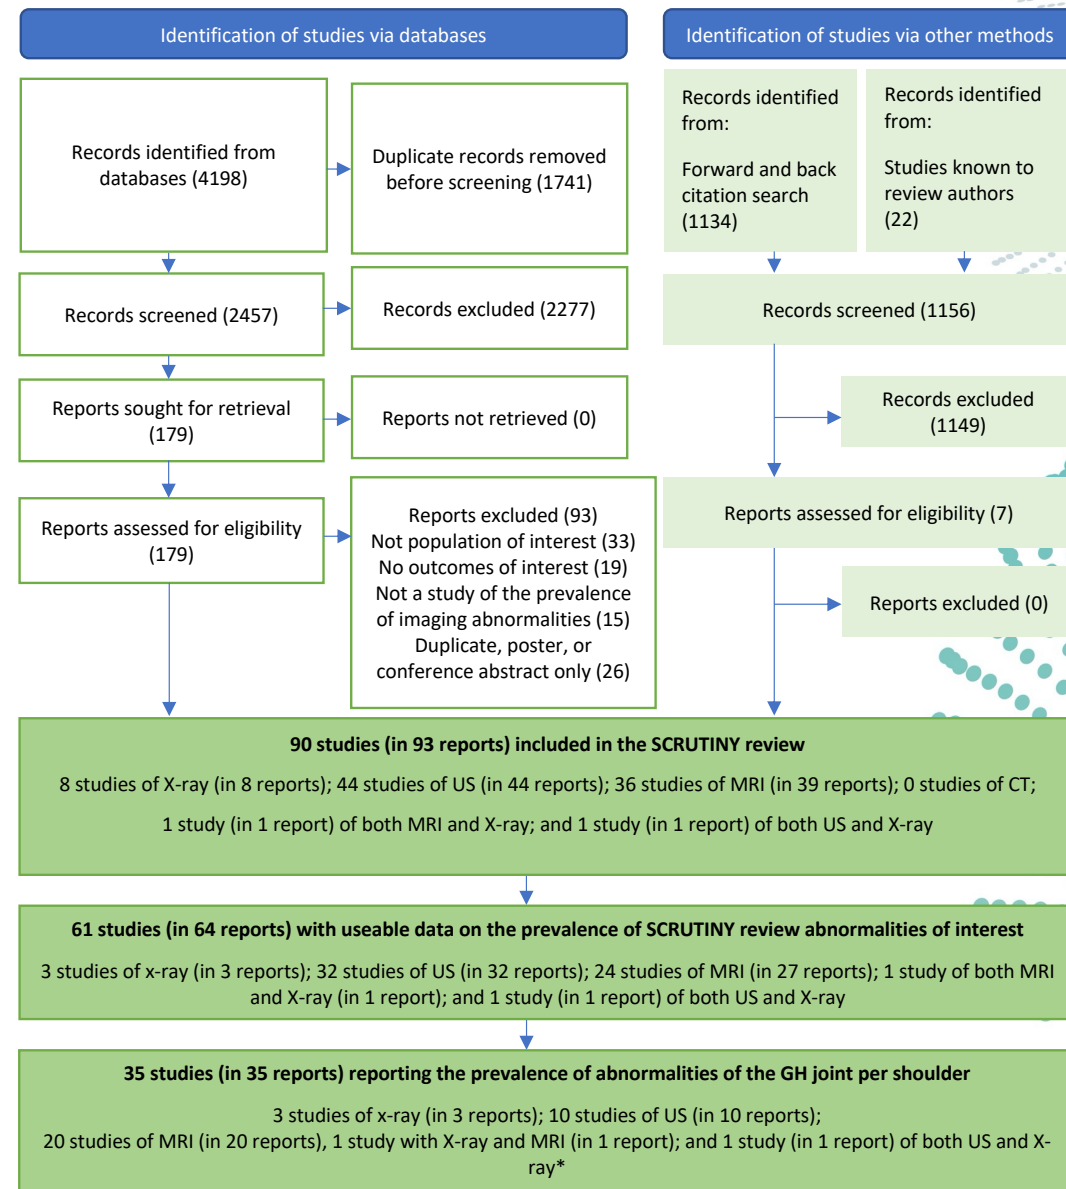 Identification of studies via databases
Records identified from
databases (4198)
Duplicate records removed
before screening (1741)
Records screened (2457)
Records excluded (2277)
Reports sought for retrieval
(179)
Reports not retrieved (0)
Reports assessed for eligibility
(179)
Reports excluded (93)
Not population of interest (33)
No outcomes of interest (19)
Not a study of the prevalence
of imaging abnormalities (15)
Duplicate, poster, or
conference abstract only (26)
Identification of studies via other methods
Records identified
from:
Forward and back
citation search
(1134)
Records identified
from:
Studies known to
review authors
(22)
Records screened (1156)
Records excluded
(1149)
Reports assessed for eligibility (7)
Reports excluded (0)
90 studies (in 93 reports) included in the SCRUTINY review
8 studies of X-ray (in 8 reports); 44 studies of US (in 44 reports); 36 studies of MRI (in 39 reports); 0 studies of CT;
1 study (in 1 report) of both MRI and X-ray; and 1 study (in 1 report) of both US and X-ray
61 studies (in 64 reports) with useable data on the prevalence of SCRUTINY review abnormalities of interest
3 studies of x-ray (in 3 reports); 32 studies of US (in 32 reports); 24 studies of MRI (in 27 reports); 1 study of both MRI
and X-ray (in 1 report); and 1 study (in 1 report) of both US and X-ray
35 studies (in 35 reports) reporting the prevalence of abnormalities of the GH joint per shoulder
3 studies of x-ray (in 3 reports); 10 studies of US (in 10 reports);
20 studies of MRI (in 20 reports), 1 study with X-ray and MRI (in 1 report); and 1 study (in 1 report) of both US and X-
ray*